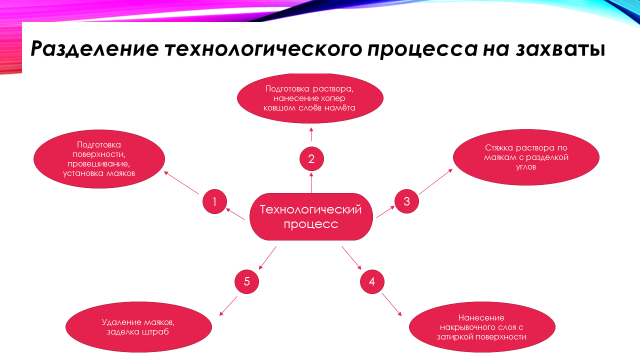 Разделение технологического процесса на захваты
Подготовка раствора,
нанесение хопер
ковшом слоёв намёта
Подготовка
поверхности,
провешивание,
установка маяков
2
Стяжка раствора по
маякам с разделкой
углов
1
3
Технологический
процесс
5
4
Удаление маяков,
заделка штраб
Нанесение
накрывочного слоя с
затиркой поверхности